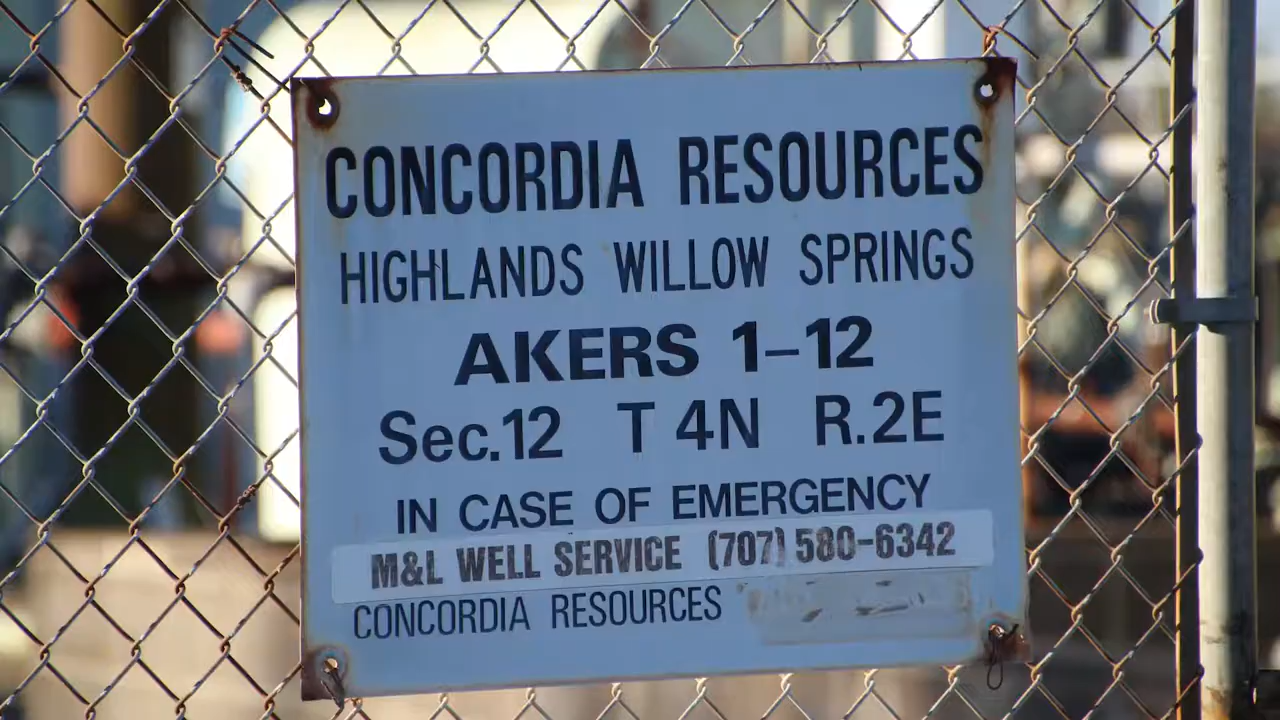 CONCORDIA RESOURCES
HIGHLANDS WILLOW SPRINGS
AKERS 1-12
Sec.12 T 4N R.2E
IN CASE OF EMERGENCY
M&L WELL SERVICE (707) 580-6342
CONCORDIA RESOURCES